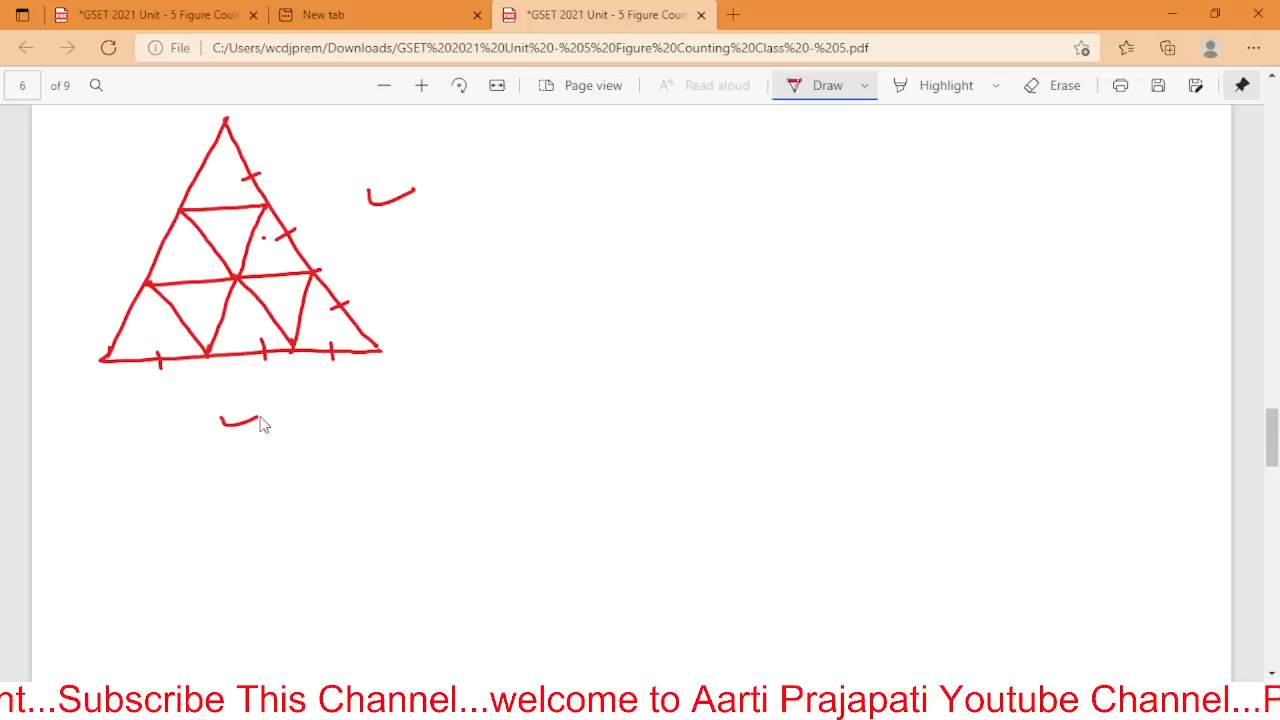 *GSET 2021 Unit - 5 Figure Coun
New tab
*GSET 2021 Unit - 5 Figure Coun
File C:/Users/wcdjprem/Downloads/GSET%202021%20Unit%20-%205%20Figure%20Counting%20Class%20-%205.pdf
6 of 9 Page view Read aloud Draw Highlight Erase
nt...Subscribe This Channel...welcome to Aarti Prajapati Youtube Channel...P